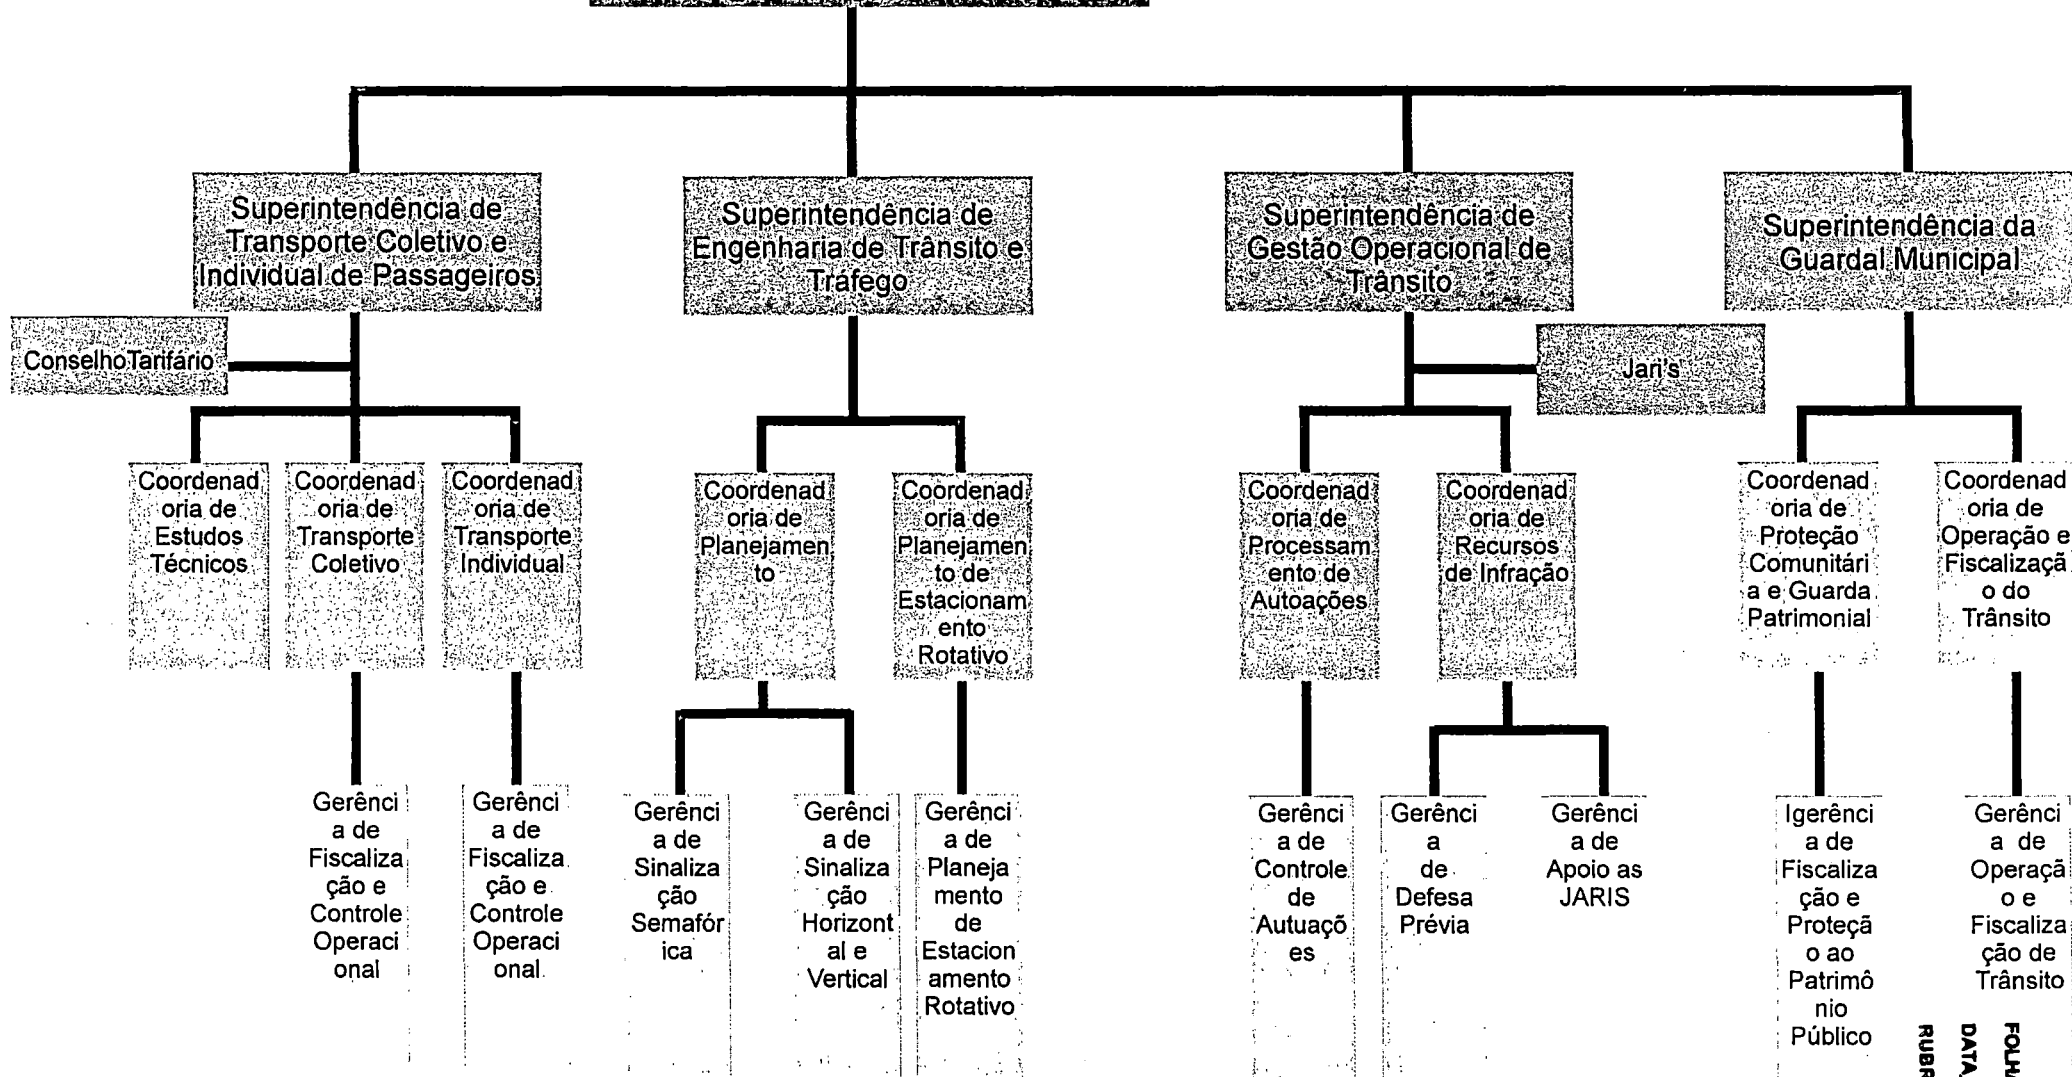 Superintendência de
Transporte Coletivo e
Individual de Passageiros
Superintendência de
Engenharia de Trânsito e
Tráfego
Superintendência de
Gestão Operacional de
Trânsito
Superintendência da
Guardal Municipal
ConselhoTarifário
Jari's
Coordenad
oria de
Estudos
Técnicos
Coordenad
oria de
Transporte
Coletivo
Coordenad
oria de
Transporte
Individual
Coordenad
oria de
Planejamen
to
Coordenad
oria de
Planejamen
to de
Estacionam
ento
Rotativo
Coordenad
oria de
Processam
ento de
Autoações
Coordenad
oria de
Recursos
de Infração
Coordenad
oria de
Proteção
Comunitári
a e Guarda
Patrimonial
Coordenad
oria de
Operação e
Fiscalizaçã
o do
Trânsito
Gerênci
a de
Fiscaliza
ção e
Controle
Operaci
onal
Gerênci
a de
Fiscaliza
ção e
Controle
Operaci
onal
Gerênci
a de
Sinaliza
ção
Semafór
ica
Gerênci
a de
Sinaliza
ção
Horizont
al e
Vertical
Gerênci
a de
Planeja
mento
de
Estacion
amento
Rotativo
Gerênci
a de
Controle
de
Autuaçõ
es
Gerênci
a
de
Defesa
Prévia
Gerênci
a de
Apoio as
JARIS
Igerênci
a de
Fiscaliza
ção e
Proteçã
o ao
Patrimô
nio
Público
Gerênci
a de
Operaçã
o e
Fiscaliza
ção de
Trânsito
FOLH
DATA
RUBR